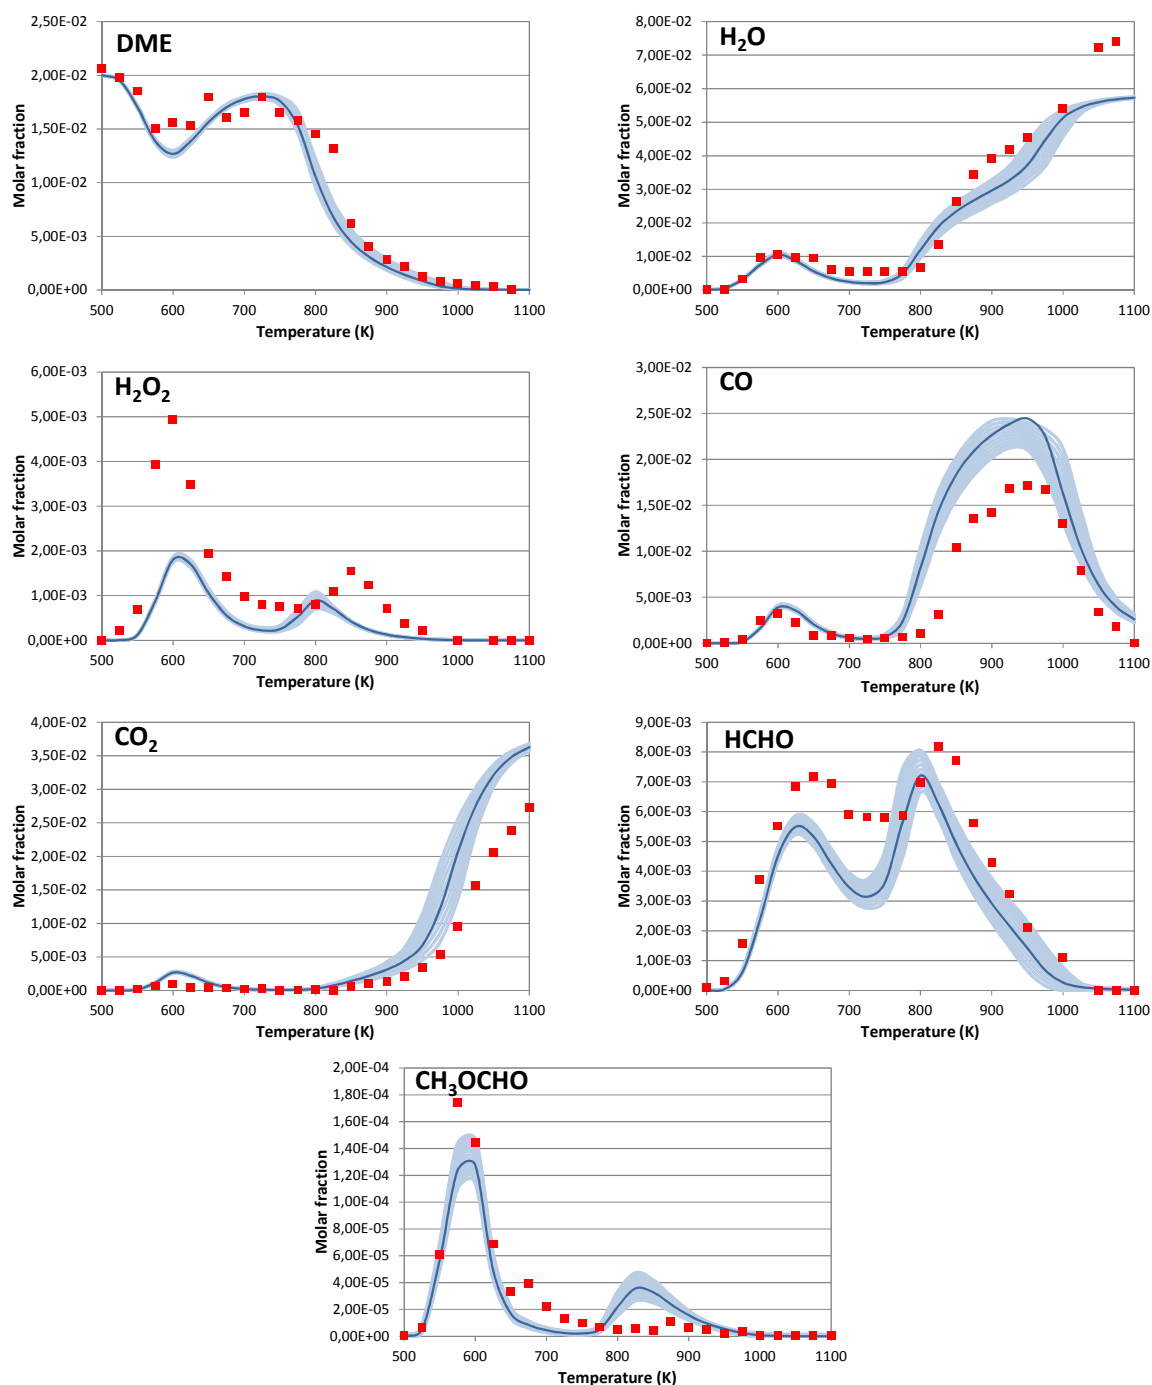 DME
Molar fraction
2,50E-02
2,00E-02
1,50E-02
1,00E-02
5,00E-03
0,00E+00
500 600 700 800 900 1000 1100
Temperature (K)
H₂O
Molar fraction
8,00E-02
7,00E-02
6,00E-02
5,00E-02
4,00E-02
3,00E-02
2,00E-02
1,00E-02
0,00E+00
500 600 700 800 900 1000 1100
Temperature (K)
H₂O₂
Molar fraction
6,00E-03
5,00E-03
4,00E-03
3,00E-03
2,00E-03
1,00E-03
0,00E+00
500 600 700 800 900 1000 1100
Temperature (K)
CO
Molar fraction
3,00E-02
2,50E-02
2,00E-02
1,50E-02
1,00E-02
5,00E-03
0,00E+00
500 600 700 800 900 1000 1100
Temperature (K)
CO₂
Molar fraction
4,00E-02
3,50E-02
3,00E-02
2,50E-02
2,00E-02
1,50E-02
1,00E-02
5,00E-03
0,00E+00
500 600 700 800 900 1000 1100
Temperature (K)
HCHO
Molar fraction
9,00E-03
8,00E-03
7,00E-03
6,00E-03
5,00E-03
4,00E-03
3,00E-03
2,00E-03
1,00E-03
0,00E+00
500 600 700 800 900 1000 1100
Temperature (K)
CH₃OCHO
Molar fraction
2,00E-04
1,80E-04
1,60E-04
1,40E-04
1,20E-04
1,00E-04
8,00E-05
6,00E-05
4,00E-05
2,00E-05
0,00E+00
500 600 700 800 900 1000 1100
Temperature (K)